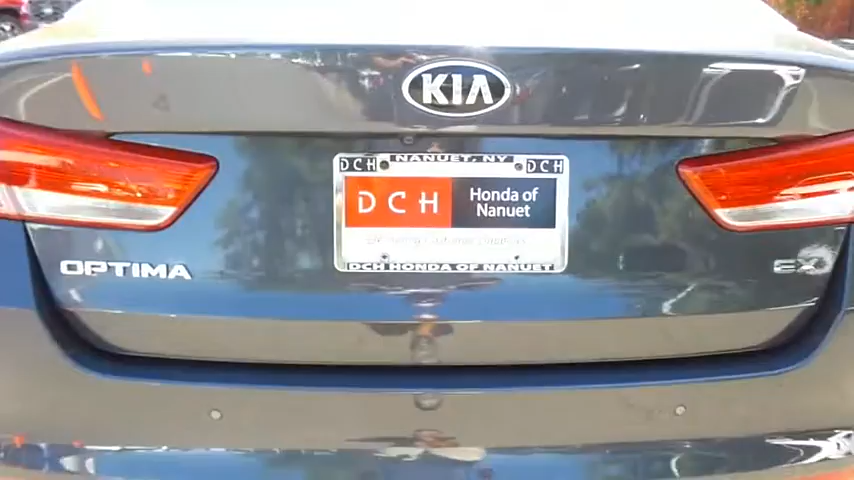 KIA
NANUET, NY
DCH DCH
DCH Honda of
Nanuet
DCH HONDA OF NANUET
OPTIMA EX